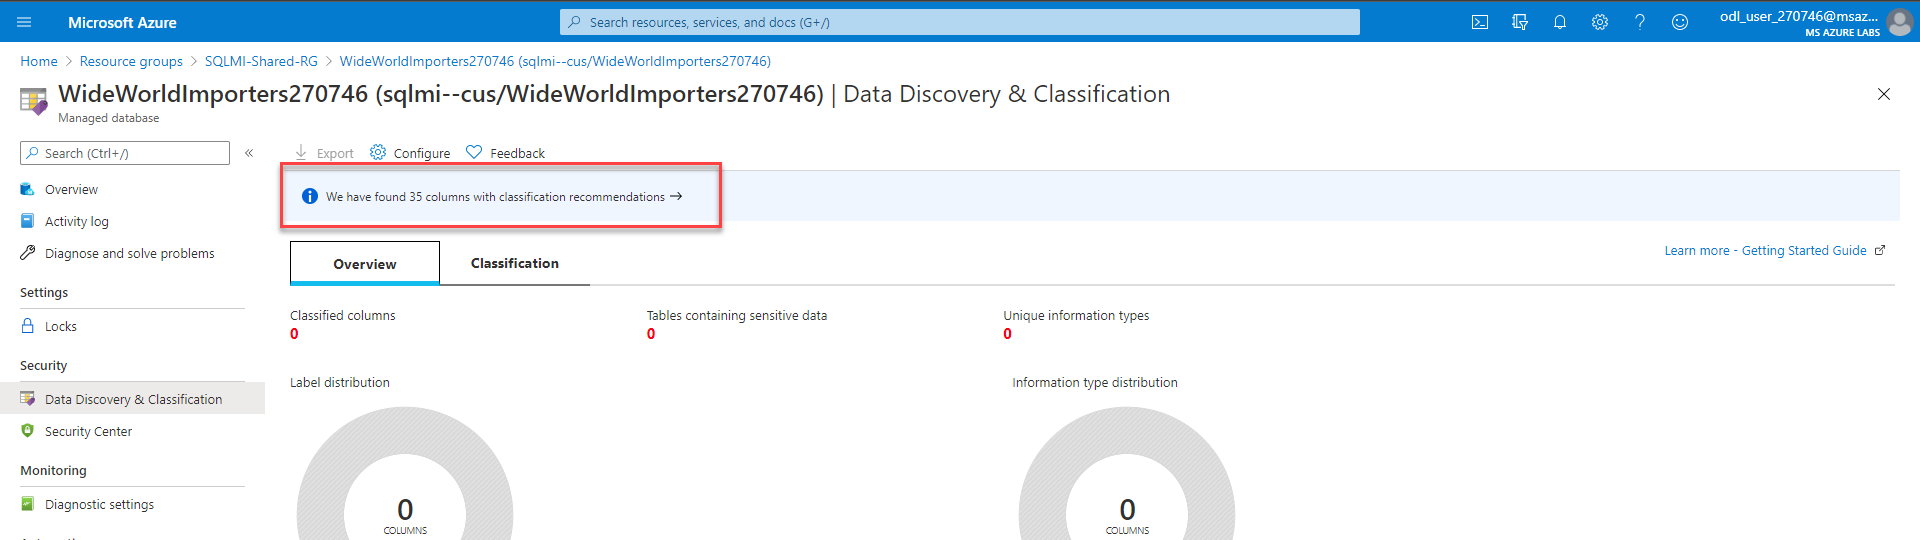 Microsoft Azure
Search resources, services, and docs (G+/)
odl_user_270746@msaz...
MS AZURE LABS
Home > Resource groups > SQLMI-Shared-RG > WideWorldImporters270746 (sqlmi--cus/WideWorldImporters270746)
WideWorldImporters270746 (sqlmi--cus/WideWorldImporters270746) | Data Discovery & Classification
Managed database
Search (Ctrl+/)
«
Export
Configure
Feedback
We have found 35 columns with classification recommendations →
Overview
Activity log
Diagnose and solve problems
Settings
Locks
Security
Data Discovery & Classification
Security Center
Monitoring
Diagnostic settings
Overview
Classification
Learn more - Getting Started Guide
Classified columns
0
Tables containing sensitive data
0
Unique information types
0
Label distribution
0
COLUMNS
Information type distribution
0
COLUMNS